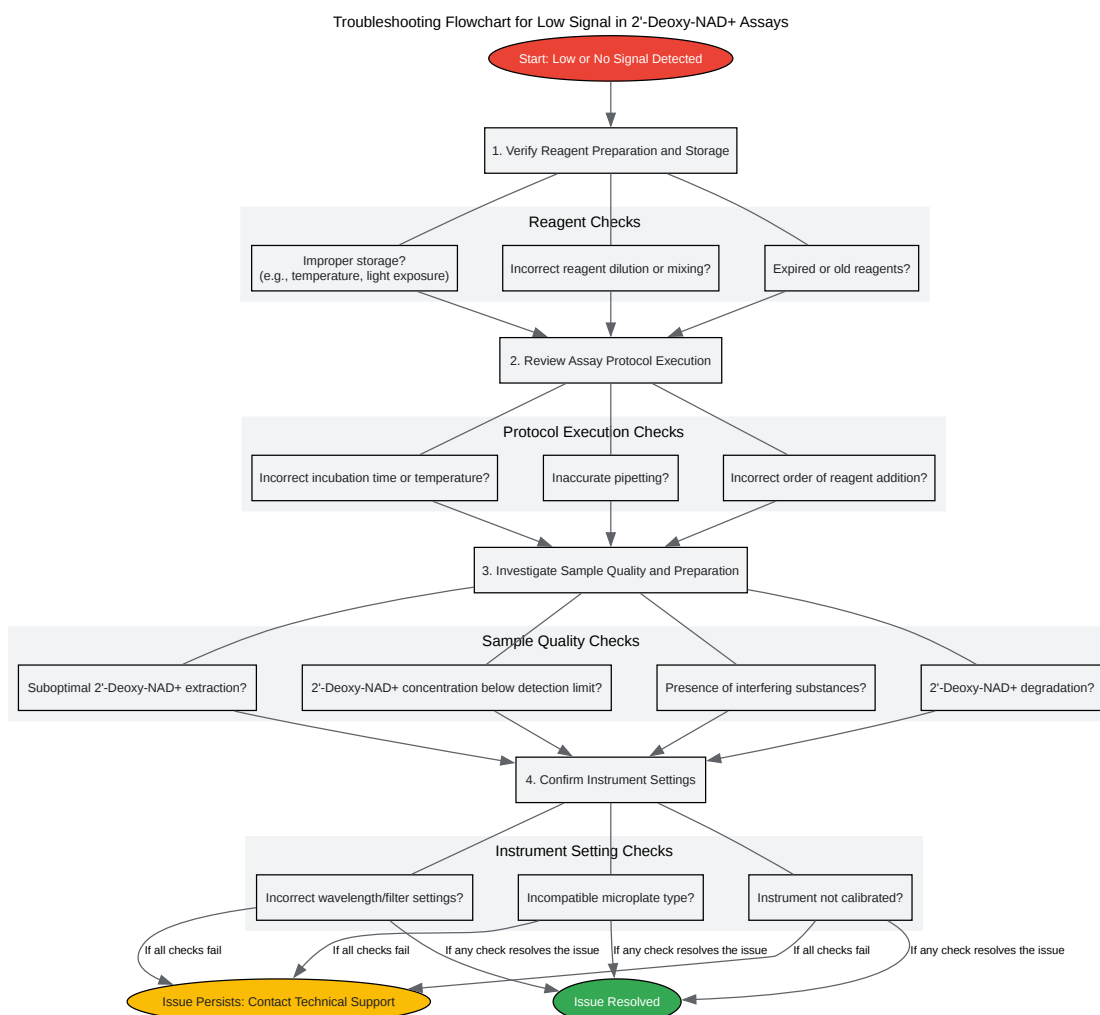 Troubleshooting Flowchart for Low Signal in 2'-Deoxy-NAD+ Assays
Start: Low or No Signal Detected
1. Verify Reagent Preparation and Storage
Reagent Checks
Improper storage?
(e.g., temperature, light exposure)
Incorrect reagent dilution or mixing?
Expired or old reagents?
2. Review Assay Protocol Execution
Protocol Execution Checks
Incorrect incubation time or temperature?
Inaccurate pipetting?
Incorrect order of reagent addition?
3. Investigate Sample Quality and Preparation
Sample Quality Checks
Suboptimal 2'-Deoxy-NAD+ extraction?
2'-Deoxy-NAD+ concentration below detection limit?
Presence of interfering substances?
2'-Deoxy-NAD+ degradation?
4. Confirm Instrument Settings
Instrument Setting Checks
Incorrect wavelength/filter settings?
Incompatible microplate type?
Instrument not calibrated?
If all checks fail
If all checks fail
If any check resolves the issue
If any check resolves the issue
If all checks fail
If any check resolves the issue
Issue Persists: Contact Technical Support
Issue Resolved